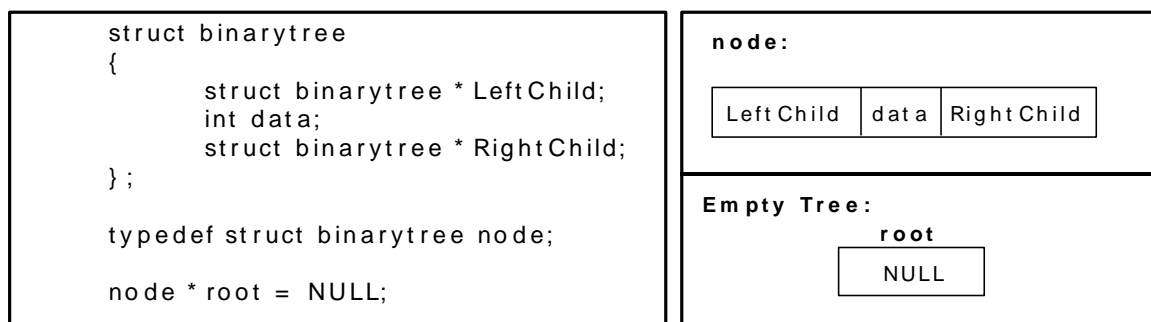 struct binarytree
{
struct binarytree * LeftChild;
int data;
struct binarytree * RightChild;
} ;
typedef struct binarytree node;
node * root = NULL;
node:
LeftChild data RightChild
Empty Tree:
root
NULL